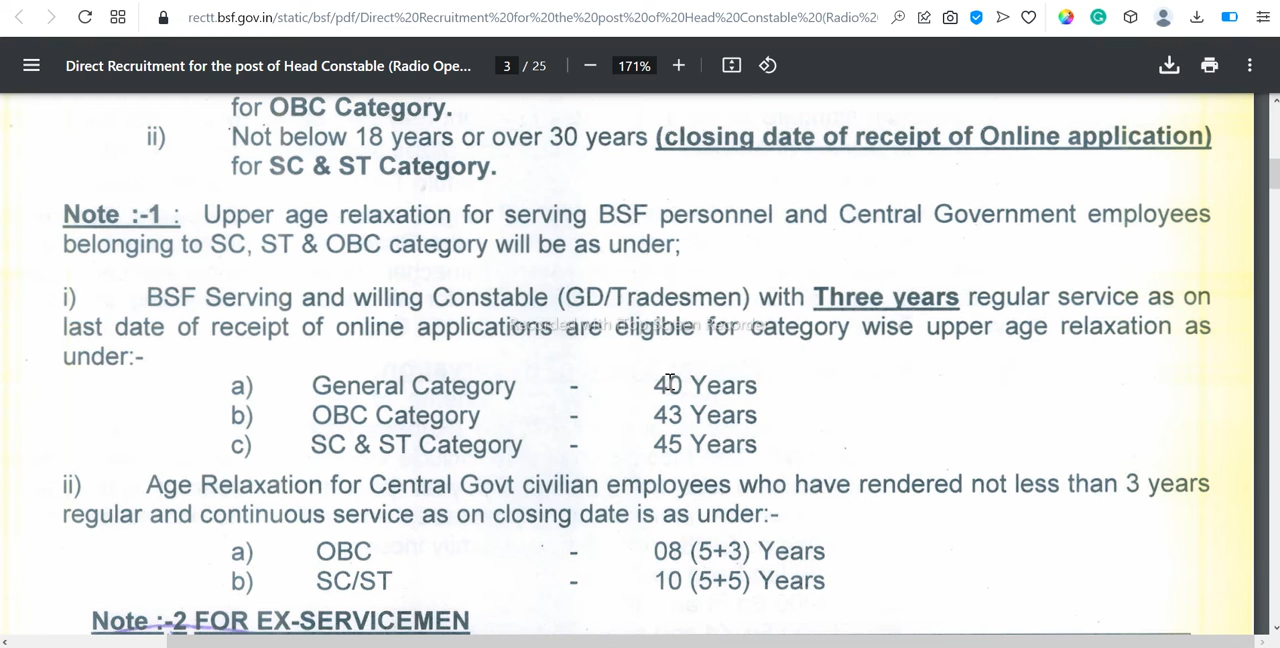 rectt.bsf.gov.in/static/bsf/pdf/Direct%20Recruitment%20for%20the%20post%20of%20Head%20Constable%20(Radio%20
Direct Recruitment for the post of Head Constable (Radio Ope...
3 / 25
171%
for OBC Category.
ii) Not below 18 years or over 30 years (closing date of receipt of Online application)
for SC & ST Category.
Note :-1 : Upper age relaxation for serving BSF personnel and Central Government employees
belonging to SC, ST & OBC category will be as under;
i) BSF Serving and willing Constable (GD/Tradesmen) with Three years regular service as on
last date of receipt of online applications are eligible for category wise upper age relaxation as
under:-
a) General Category - 40 Years
b) OBC Category - 43 Years
c) SC & ST Category - 45 Years
ii) Age Relaxation for Central Govt civilian employees who have rendered not less than 3 years
regular and continuous service as on closing date is as under:-
a) OBC - 08 (5+3) Years
b) SC/ST - 10 (5+5) Years
Note :-2 FOR EX-SERVICEMEN